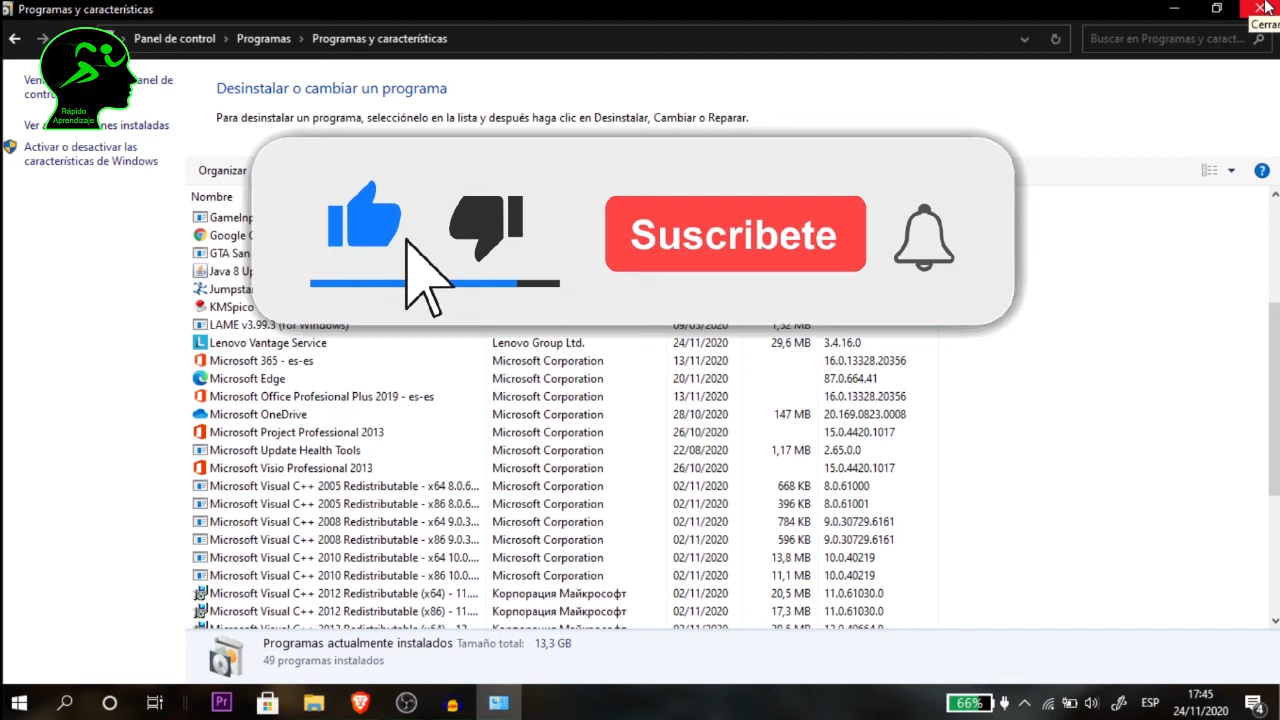 Programas y características
Cerrar
Panel de control > Programas > Programas y características
Buscar en Programas y caract...
Rápido
Aprendizaje
Desinstalar o cambiar un programa
Para desinstalar un programa, selecciónelo en la lista y después haga clic en Desinstalar, Cambiar o Reparar.
Activar o desactivar las
características de Windows
Organizar
Suscribete
Nombre
Google
GTA San
Java 8
KMSpico
LAME v3.99.3 (for Windows) 09/03/2020 1,52 MB
Lenovo Vantage Service Lenovo Group Ltd. 24/11/2020 29,6 MB 3.4.16.0
Microsoft 365 - es-es Microsoft Corporation 13/11/2020 16.0.13328.20356
Microsoft Edge Microsoft Corporation 20/11/2020 87.0.664.41
Microsoft Office Profesional Plus 2019 - es-es Microsoft Corporation 13/11/2020 16.0.13328.20356
Microsoft OneDrive Microsoft Corporation 28/10/2020 147 MB 20.169.0823.0008
Microsoft Project Professional 2013 Microsoft Corporation 26/10/2020 15.0.4420.1017
Microsoft Update Health Tools Microsoft Corporation 22/08/2020 1,17 MB 2.65.0.0
Microsoft Visio Professional 2013 Microsoft Corporation 26/10/2020 15.0.4420.1017
Microsoft Visual C++ 2005 Redistributable - x64 8.0.6... Microsoft Corporation 02/11/2020 668 KB 8.0.61000
Microsoft Visual C++ 2005 Redistributable - x86 8.0.6... Microsoft Corporation 02/11/2020 396 KB 8.0.61001
Microsoft Visual C++ 2008 Redistributable - x64 9.0.3... Microsoft Corporation 02/11/2020 784 KB 9.0.30729.6161
Microsoft Visual C++ 2008 Redistributable - x86 9.0.3... Microsoft Corporation 02/11/2020 596 KB 9.0.30729.6161
Microsoft Visual C++ 2010 Redistributable - x64 10.0.... Microsoft Corporation 02/11/2020 13,8 MB 10.0.40219
Microsoft Visual C++ 2010 Redistributable - x86 10.0.... Microsoft Corporation 02/11/2020 11,1 MB 10.0.40219
Microsoft Visual C++ 2012 Redistributable (x64) - 11.... Корпорация Майкрософт 02/11/2020 20,5 MB 11.0.61030.0
Microsoft Visual C++ 2012 Redistributable (x86) - 11.... Корпорация Майкрософт 02/11/2020 17,3 MB 11.0.61030.0
Programas actualmente instalados Tamaño total: 13,3 GB
49 programas instalados
Pr
66%
ESP
17:45
24/11/2020
4